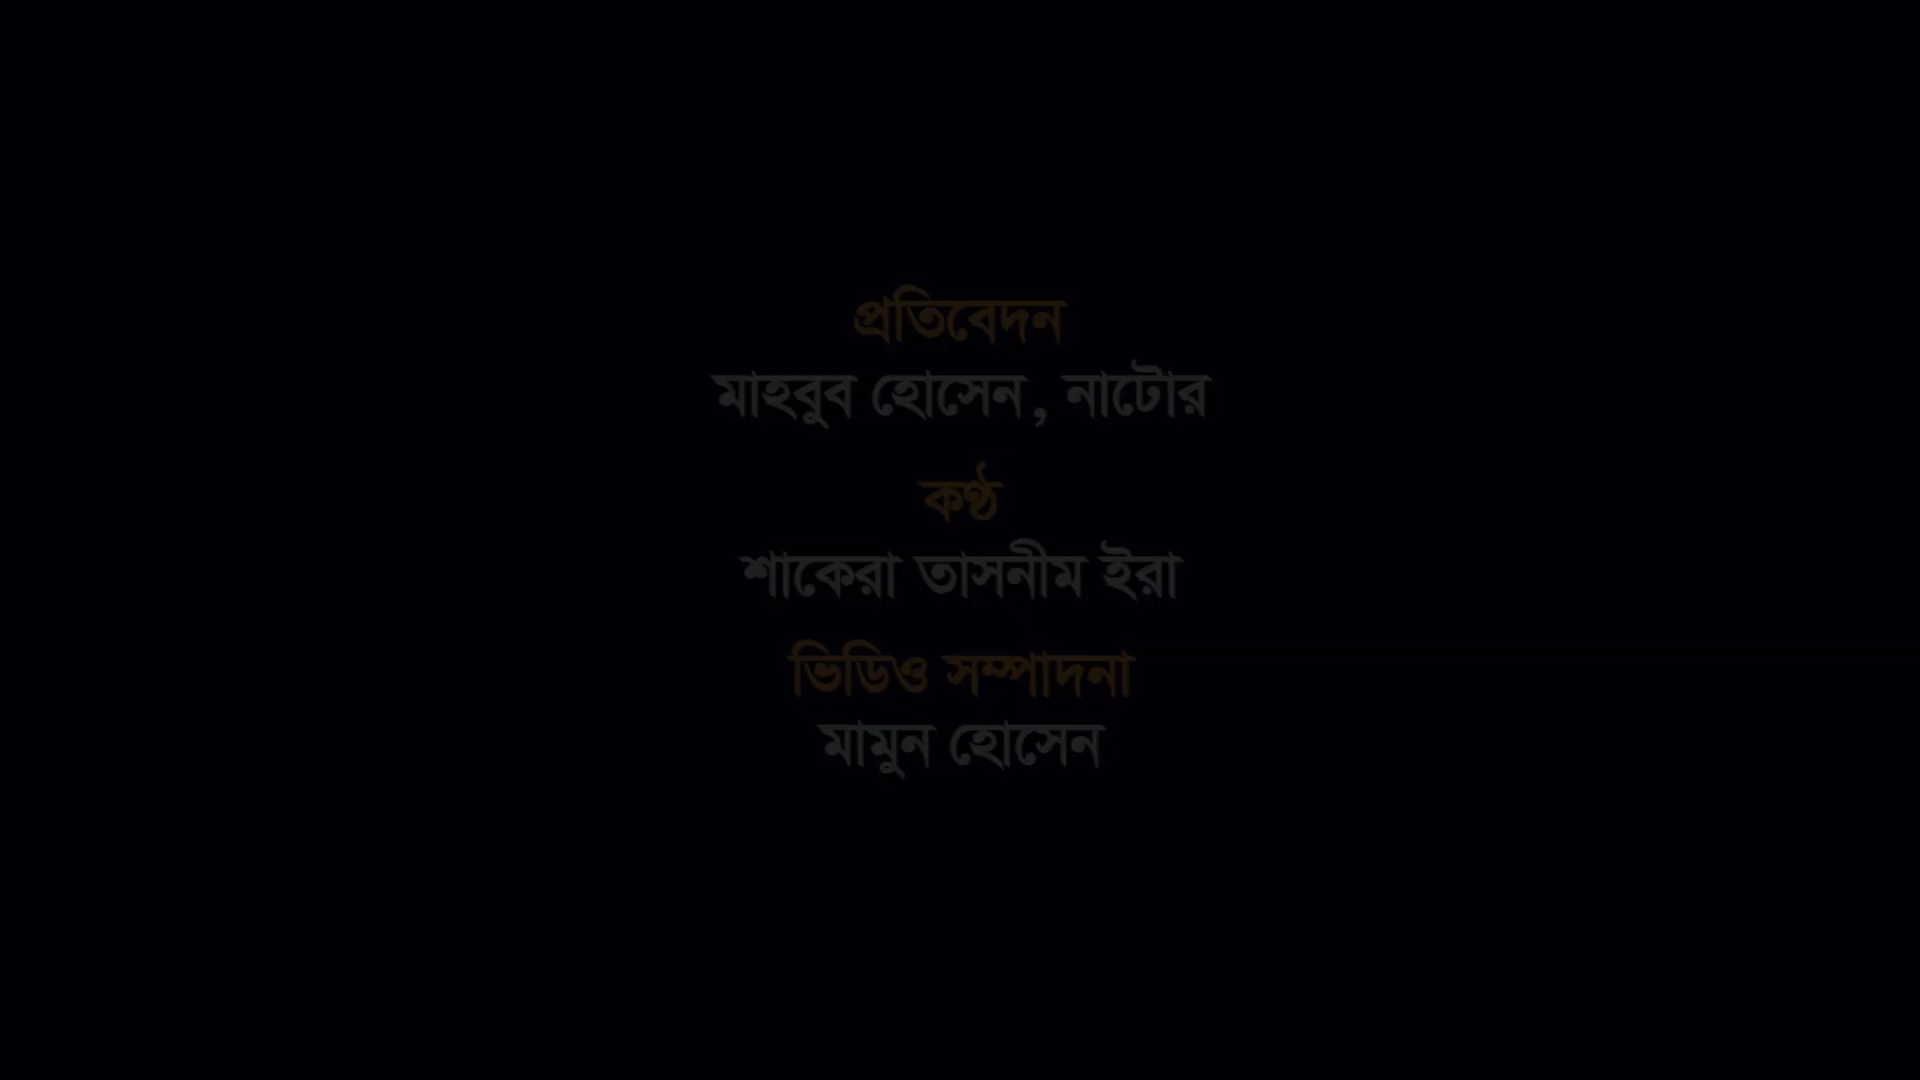 প্রতিবেদন
মাহবুব হোসেন, নাটোর
কণ্ঠ
শাকেরা তাসনীম ইরা
ভিডিও সম্পাদনা
মামুন হোসেন